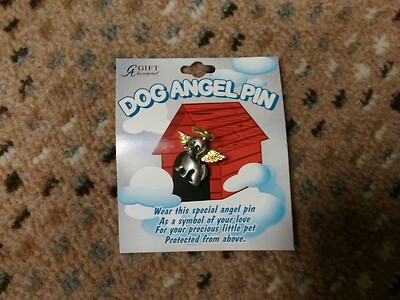 GIFT
DOG ANGEL PIN
Wear this special angel pin
As a symbol of your love
For your precious little pet
Protected from above.